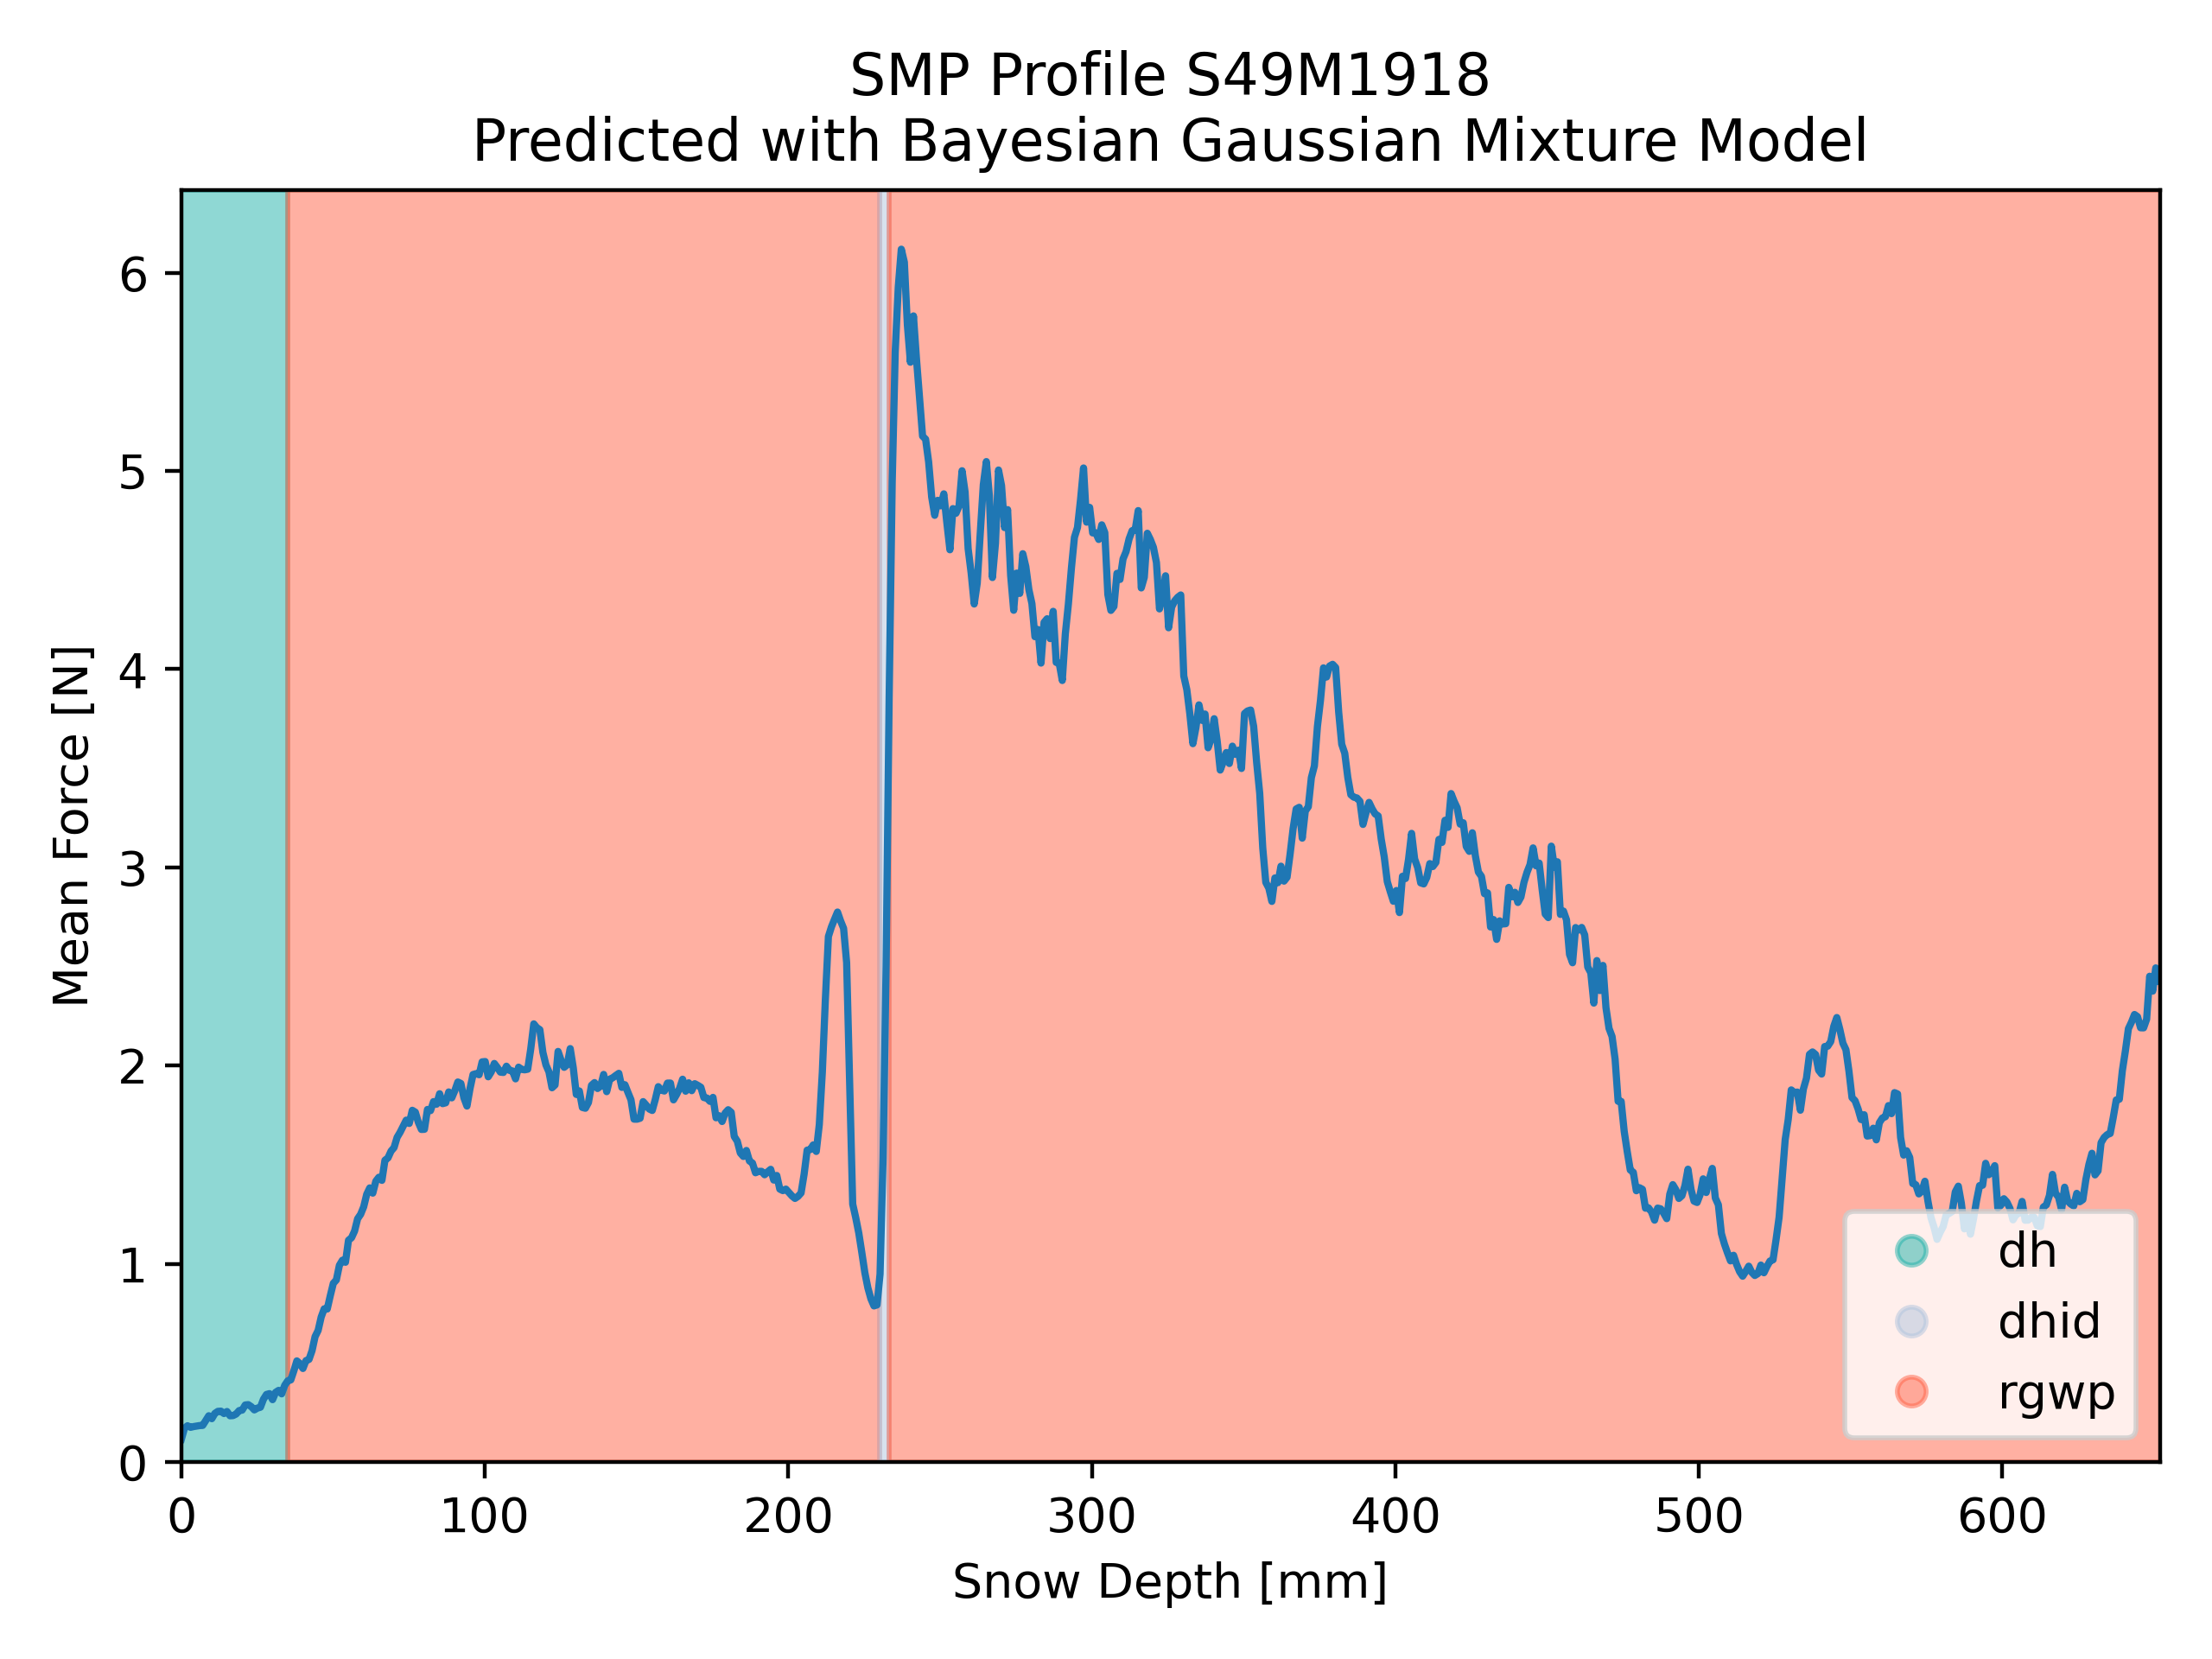 SMP Profile S49M1918
Predicted with Bayesian Gaussian Mixture Model
Mean Force [N]
6
5
4
3
2
1
0
dh
dhid
rgwp
0 100 200 300 400 500 600
Snow Depth [mm]